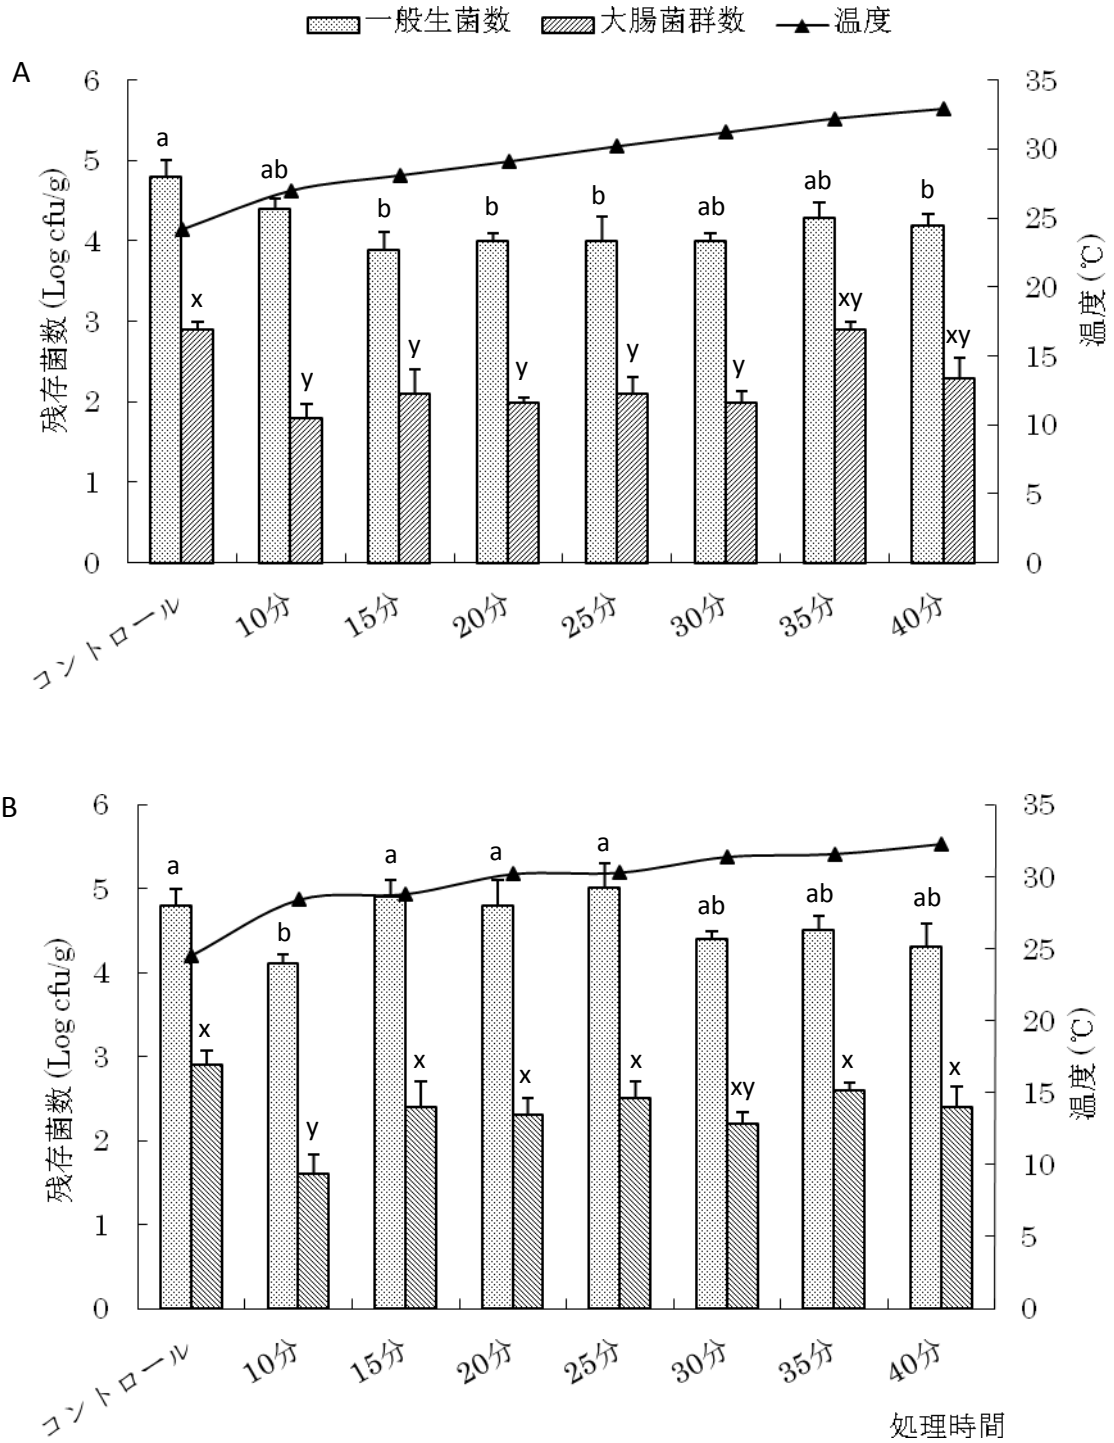 一般生菌数 大腸菌群数 温度
A
残存菌数(Log cfu/g)
6
5
4
3
2
1
0
a x
ab y
b y
b y
b y
ab y
ab xy
b xy
35
30
25
20
15
10
5
0
温度(℃)
コントロール 10分 15分 20分 25分 30分 35分 40分
B
残存菌数(Log cfu/g)
6
5
4
3
2
1
0
a x
b y
a x
a x
a x
ab xy
ab x
ab x
35
30
25
20
15
10
5
0
温度(℃)
コントロール 10分 15分 20分 25分 30分 35分 40分
処理時間